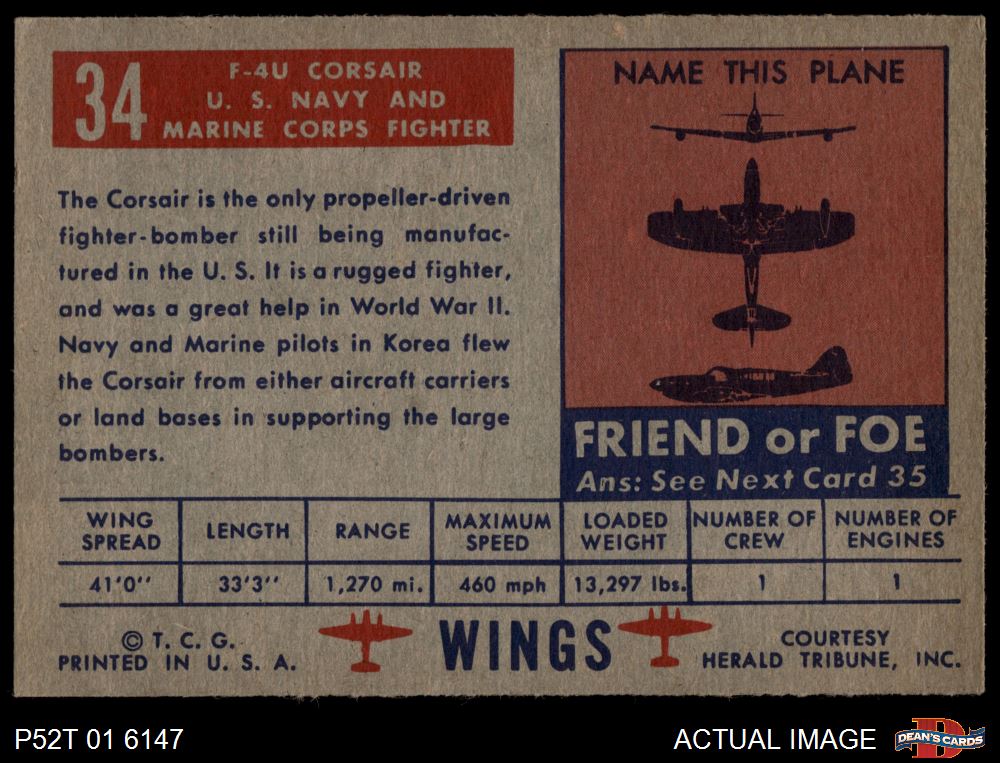 34
F-4U CORSAIR
U. S. NAVY AND
MARINE CORPS FIGHTER
The Corsair is the only propeller-driven
fighter-bomber still being manufac-
tured in the U. S. It is a rugged fighter,
and was a great help in World War II.
Navy and Marine pilots in Korea flew
the Corsair from either aircraft carriers
or land bases in supporting the large
bombers.
NAME THIS PLANE
FRIEND or FOE
Ans: See Next Card 35
WING SPREAD LENGTH RANGE MAXIMUM SPEED LOADED WEIGHT NUMBER OF CREW NUMBER OF ENGINES
41'0'' 33'3'' 1,270 mi. 460 mph 13,297 lbs. 1 1
© T. C. G.
PRINTED IN U. S. A.
WINGS
COURTESY
HERALD TRIBUNE, INC.
P52T 01 6147
ACTUAL IMAGE
D
DEAN'S CARDS